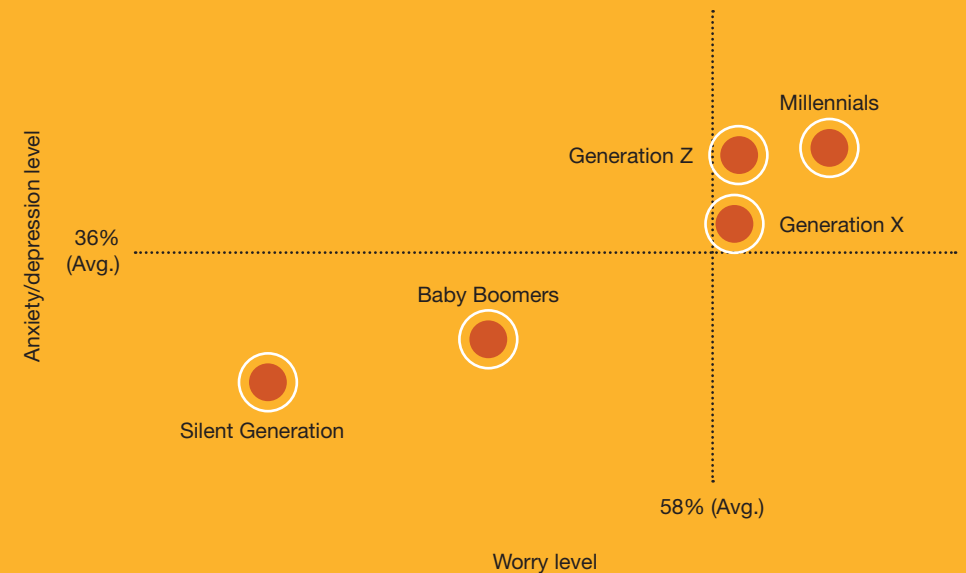 Millennials
Generation Z
Generation X
Anxiety/depression level
36%
(Avg.)
Baby Boomers
Silent Generation
58% (Avg.)
Worry level